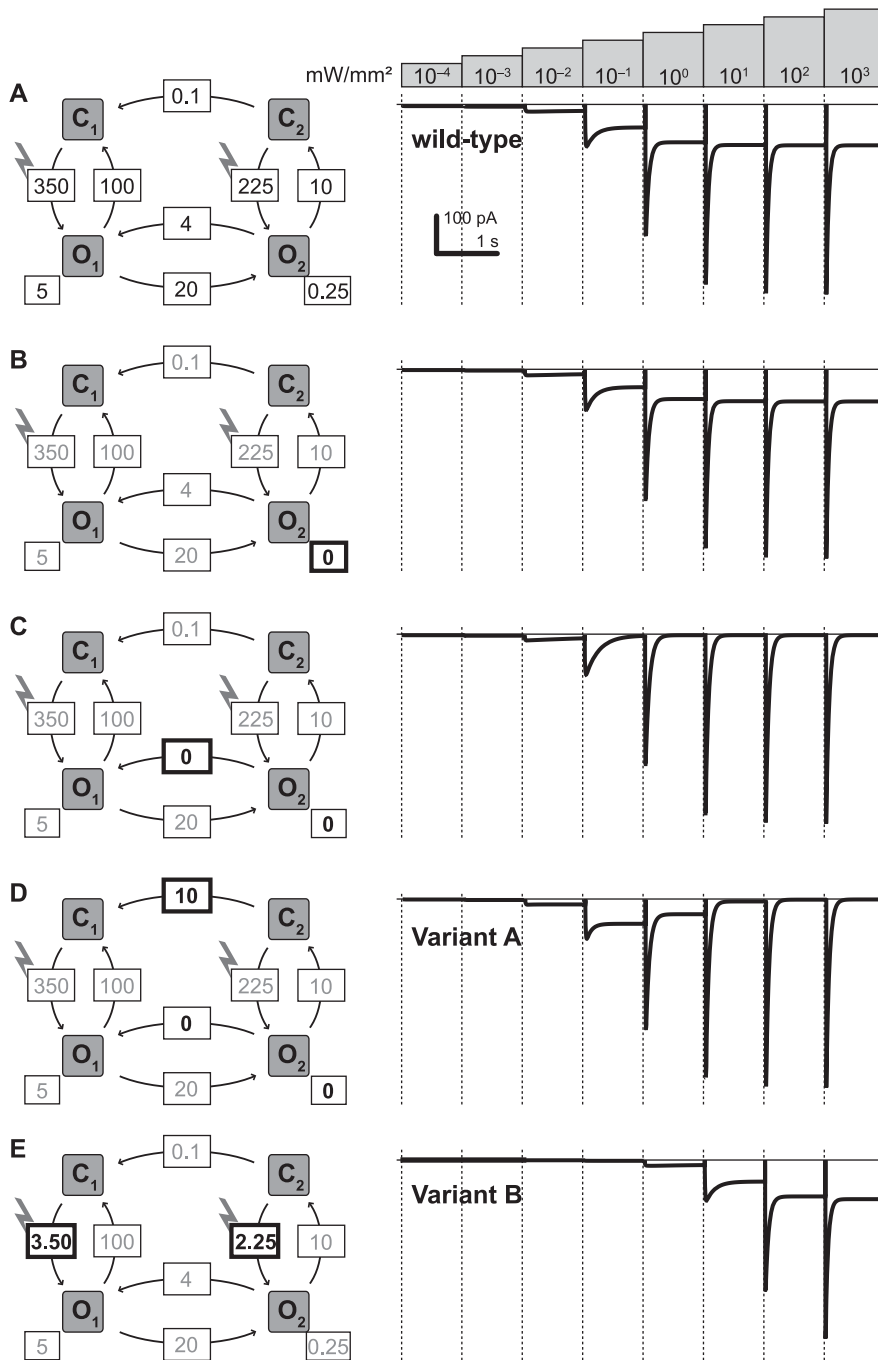 mW/mm² 10⁻⁴ 10⁻³ 10⁻² 10⁻¹ 10⁰ 10¹ 10² 10³
A
0.1
C₁ C₂
350 100 225 10
4
O₁ O₂
5 20 0.25
wild-type
100 pA
1 s
B
0.1
C₁ C₂
350 100 225 10
4
O₁ O₂
5 20 0
C
0.1
C₁ C₂
350 100 225 10
0
O₁ O₂
5 20 0
D
10
C₁ C₂
350 100 225 10
0
O₁ O₂
5 20 0
Variant A
E
0.1
C₁ C₂
3.50 100 2.25 10
4
O₁ O₂
5 20 0.25
Variant B